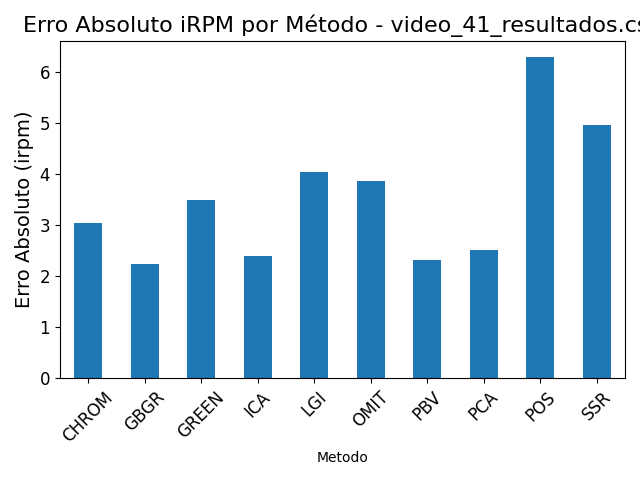 Erro Absoluto iRPM por Método - video_41_resultados.cs
Erro Absoluto (irpm)
6
5
4
3
2
1
0
CHROM GBGR GREEN ICA LGI OMIT PBV PCA POS SSR
Metodo